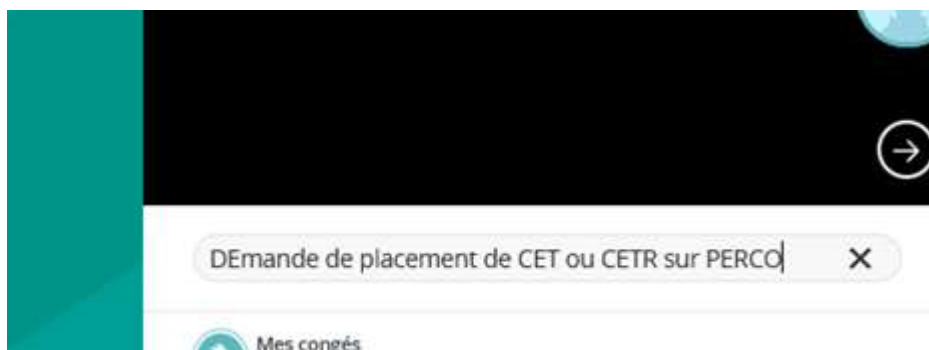 DEmande de placement de CET ou CETR sur PERCO
Mes congés